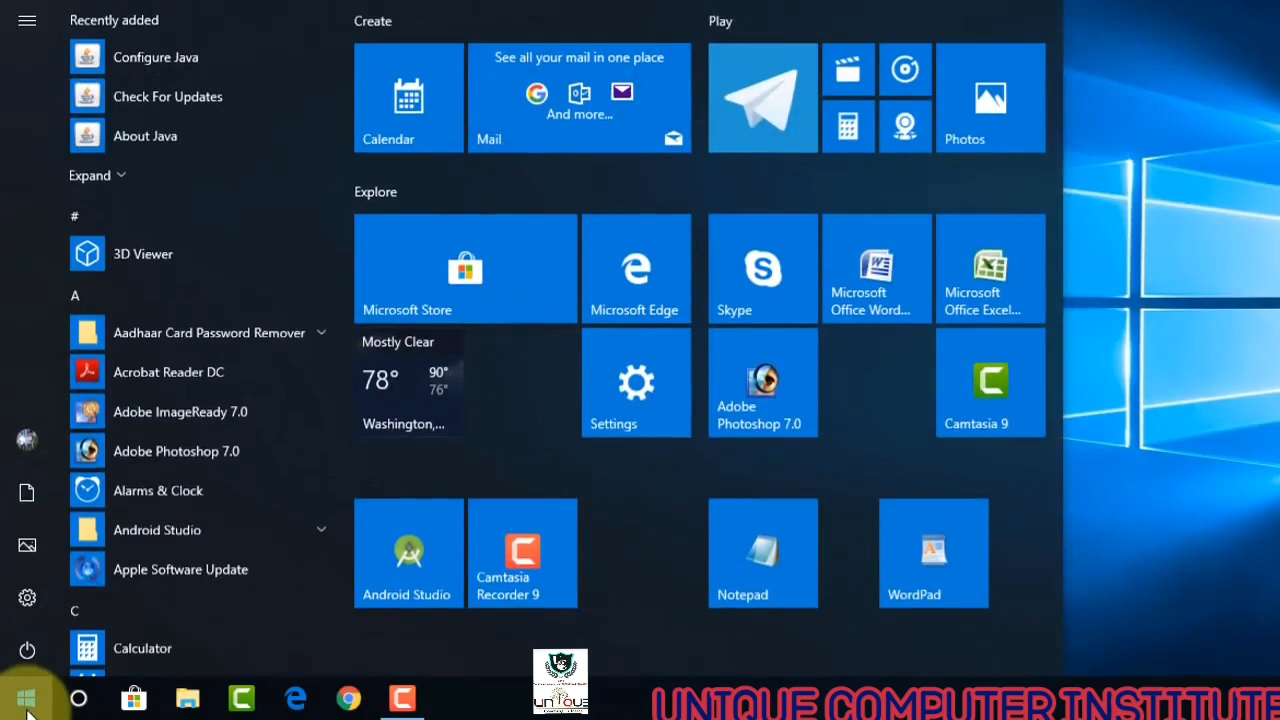 Recently added
Configure Java
Check For Updates
About Java
Expand
#
3D Viewer
A
Aadhaar Card Password Remover
Acrobat Reader DC
Adobe ImageReady 7.0
Adobe Photoshop 7.0
Alarms & Clock
Android Studio
Apple Software Update
C
Calculator
Create
Calendar
See all your mail in one place
And more...
Mail
Explore
Microsoft Store
Microsoft Edge
Mostly Clear
78° 90°
76°
Washington,...
Settings
Android Studio
Camtasia
Recorder 9
Play
Photos
Skype
Microsoft
Office Word...
Microsoft
Office Excel...
Adobe
Photoshop 7.0
Camtasia 9
Notepad
WordPad
UNIQUE
UNIQUE COMPUTER INSTITUTE